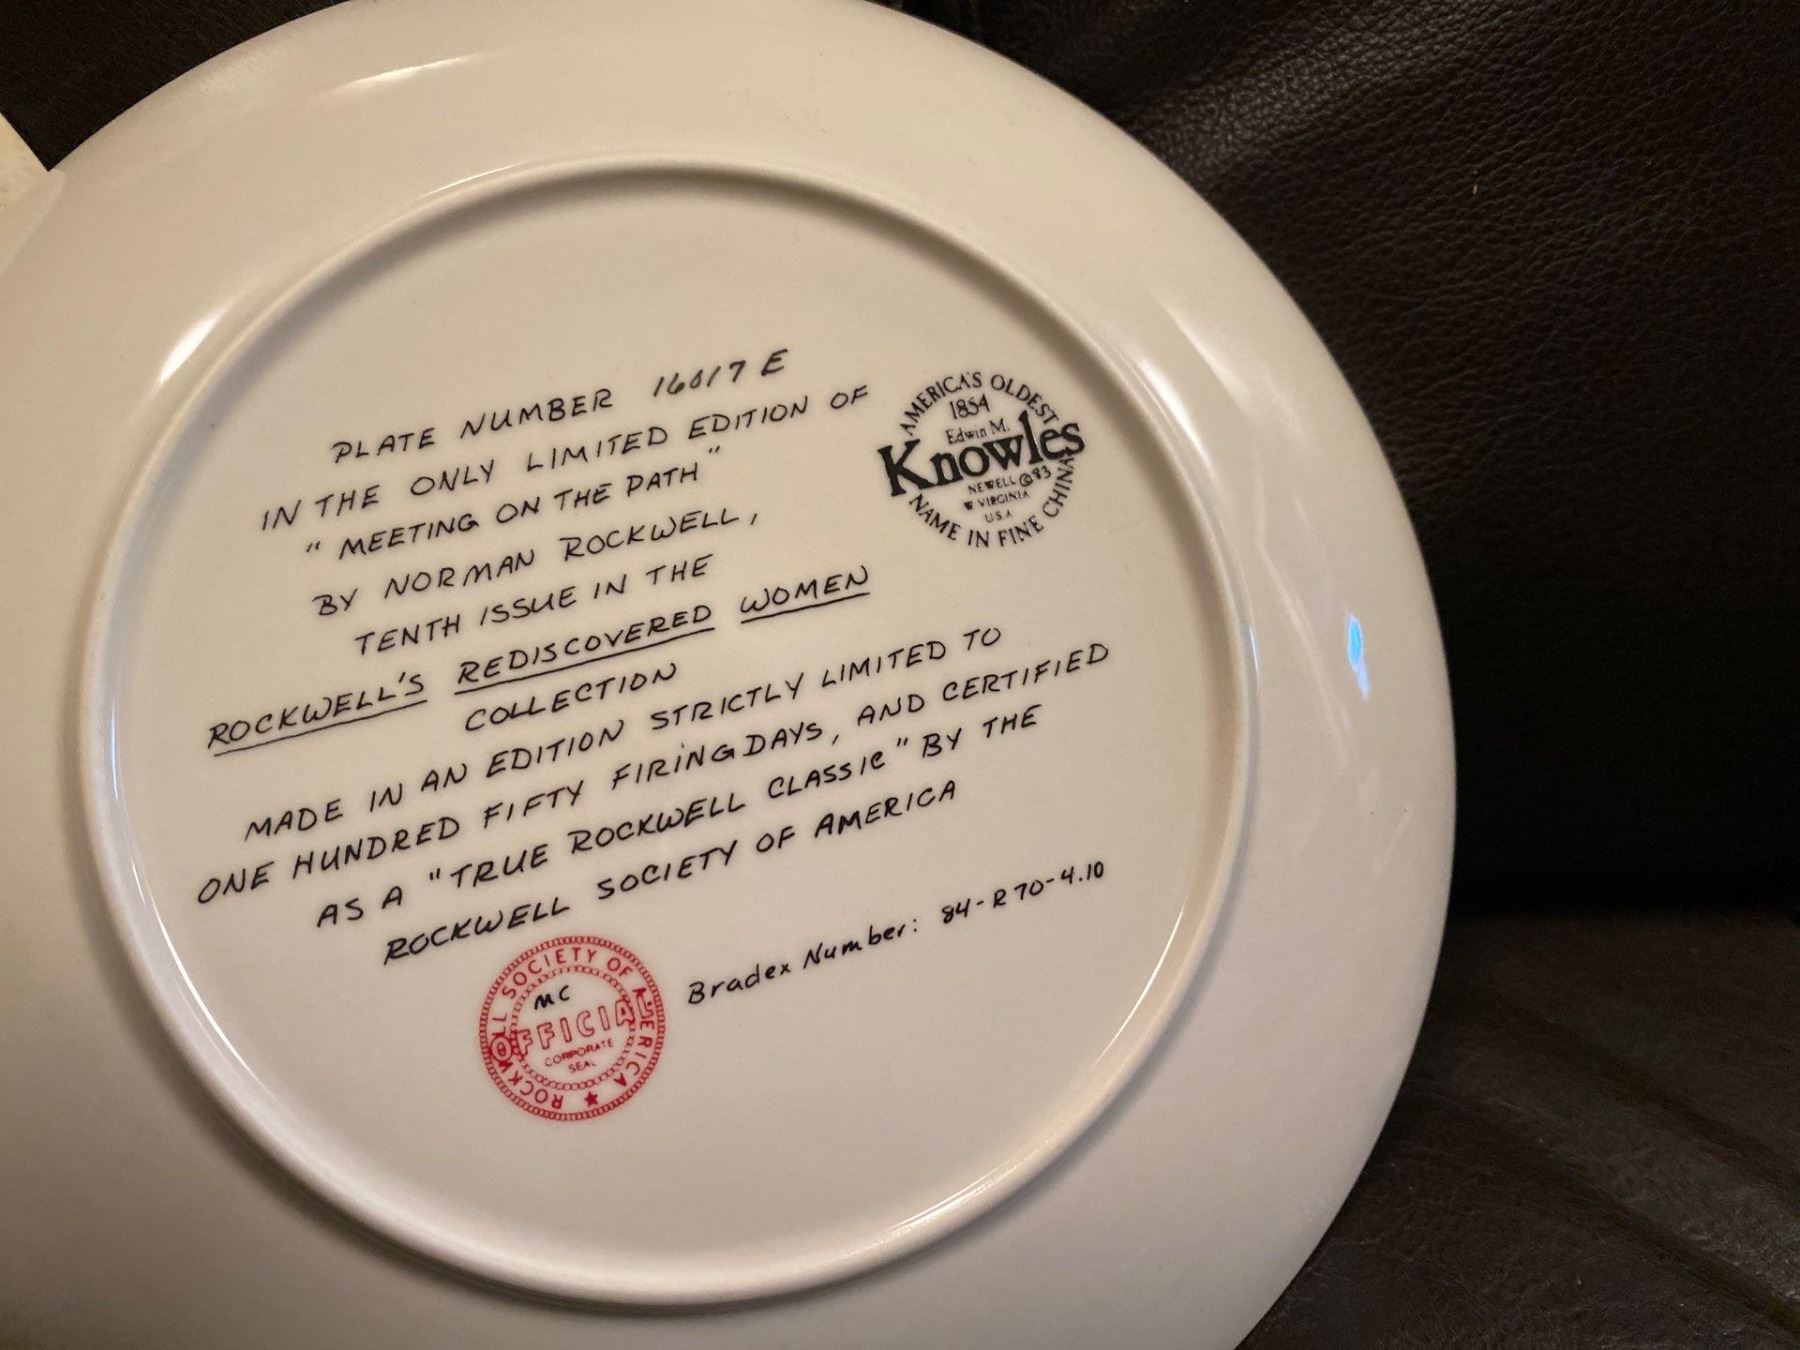 PLATE NUMBER 16017 E
IN THE ONLY LIMITED EDITION OF
"MEETING ON THE PATH"
BY NORMAN ROCKWELL,
TENTH ISSUE IN THE
ROCKWELL'S REDISCOVERED WOMEN
COLLECTION
MADE IN AN EDITION STRICTLY LIMITED TO
ONE HUNDRED FIFTY FIRING DAYS, AND CERTIFIED
AS A "TRUE ROCKWELL CLASSIC" BY THE
ROCKWELL SOCIETY OF AMERICA
Bradex Number: 84-R70-4.10
AMERICA'S OLDEST
1854
Edwin M.
Knowles
NEWELL © 83
W VIRGINIA
U.S.A
NAME IN FINE CHINA
ROCKWELL SOCIETY OF AMERICA
MC
OFFICIAL
CORPORATE
SEAL